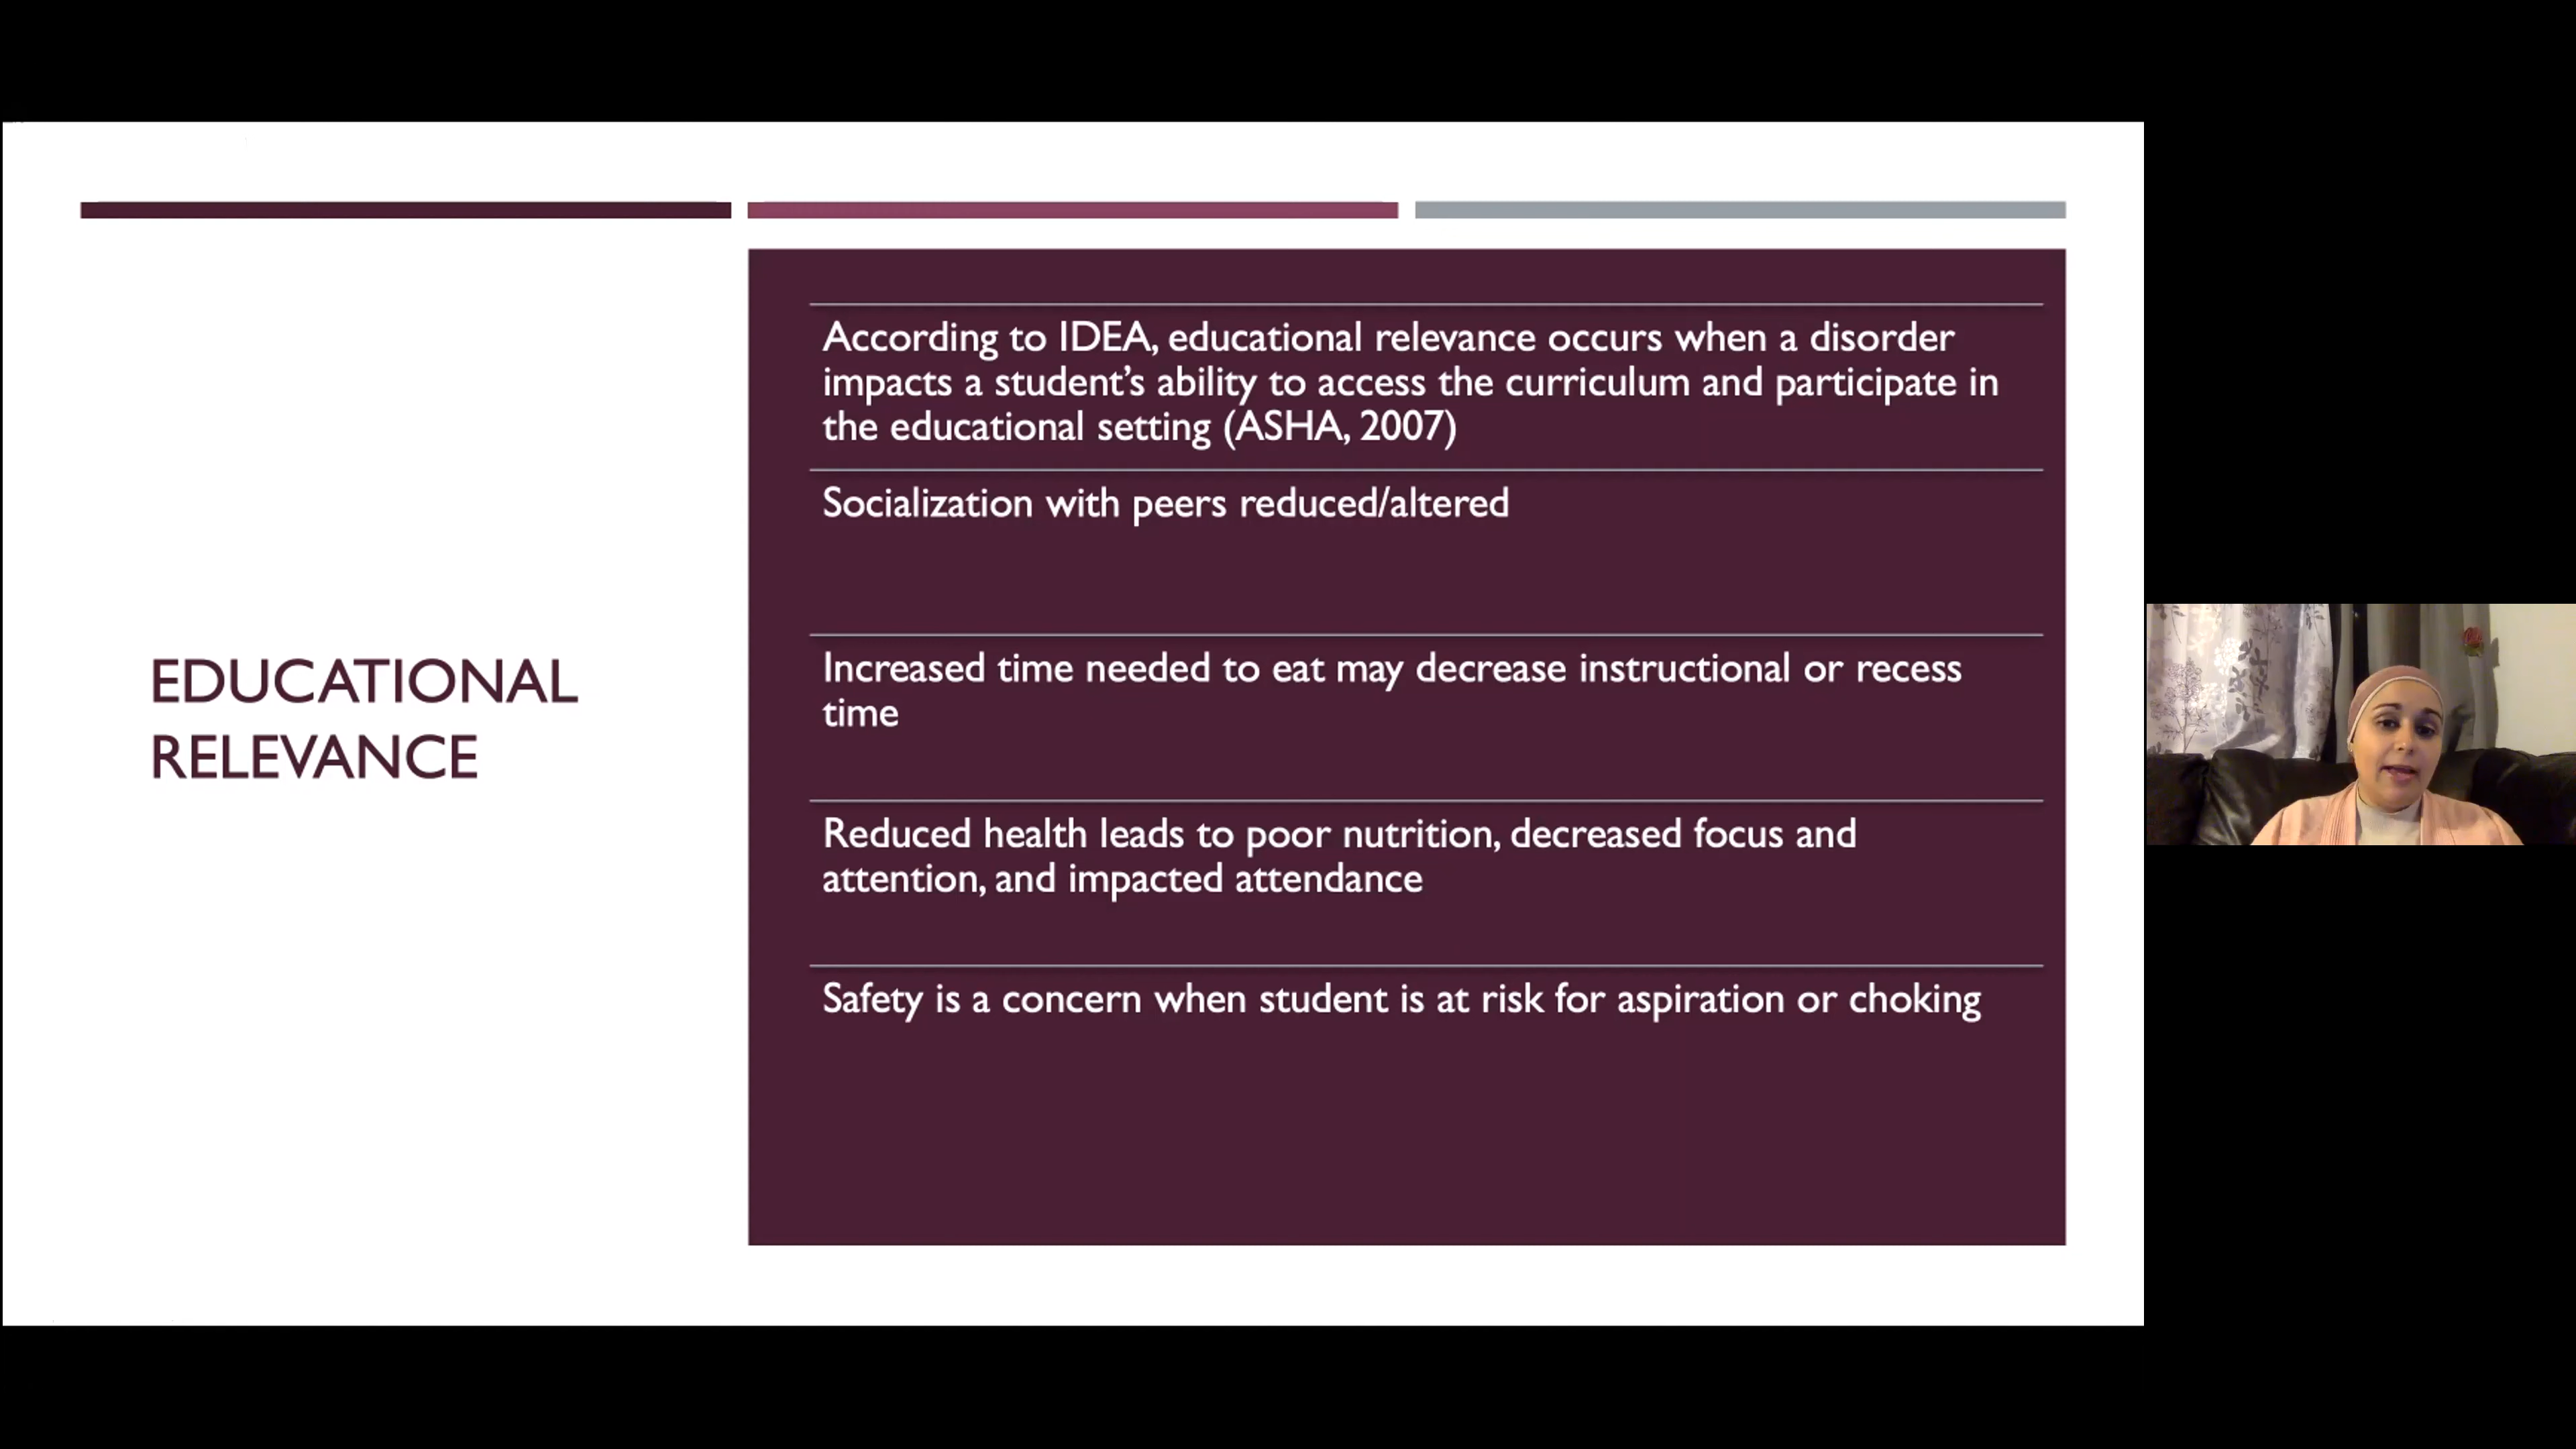 EDUCATIONAL
RELEVANCE
According to IDEA, educational relevance occurs when a disorder
impacts a student’s ability to access the curriculum and participate in
the educational setting (ASHA, 2007)
Socialization with peers reduced/altered
Increased time needed to eat may decrease instructional or recess
time
Reduced health leads to poor nutrition, decreased focus and
attention, and impacted attendance
Safety is a concern when student is at risk for aspiration or choking